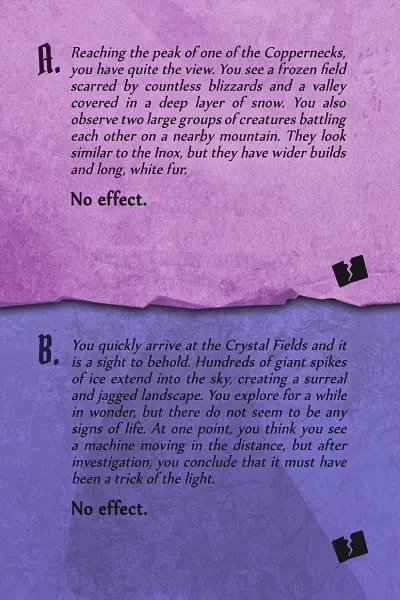 A.
Reaching the peak of one of the Coppernecks,
you have quite the view. You see a frozen field
scarred by countless blizzards and a valley
covered in a deep layer of snow. You also
observe two large groups of creatures battling
each other on a nearby mountain. They look
similar to the Inox, but they have wider builds
and long, white fur.
No effect.
B.
You quickly arrive at the Crystal Fields and it
is a sight to behold. Hundreds of giant spikes
of ice extend into the sky, creating a surreal
and jagged landscape. You explore for a while
in wonder, but there do not seem to be any
signs of life. At one point, you think you see
a machine moving in the distance, but after
investigation, you conclude that it must have
been a trick of the light.
No effect.